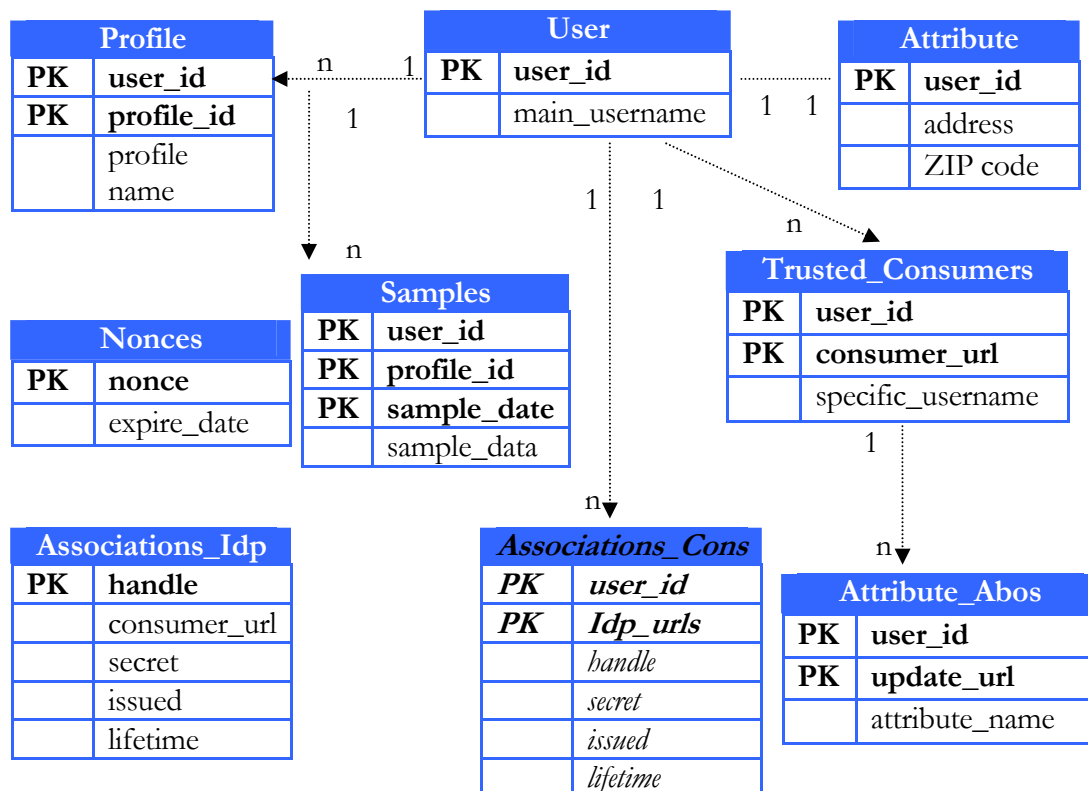 Profile
PK user_id
PK profile_id
profile
name
n
1
1
User
PK user_id
main_username
1 1
Attribute
PK user_id
address
ZIP code
n
Samples
PK user_id
PK profile_id
PK sample_date
sample_data
1
1
n
Trusted_Consumers
PK user_id
PK consumer_url
specific_username
Nonces
PK nonce
expire_date
1
n
n
Associations_Idp
PK handle
consumer_url
secret
issued
lifetime
Associations_Cons
PK user_id
PK Idp_urls
handle
secret
issued
lifetime
Attribute_Abos
PK user_id
PK update_url
attribute_name